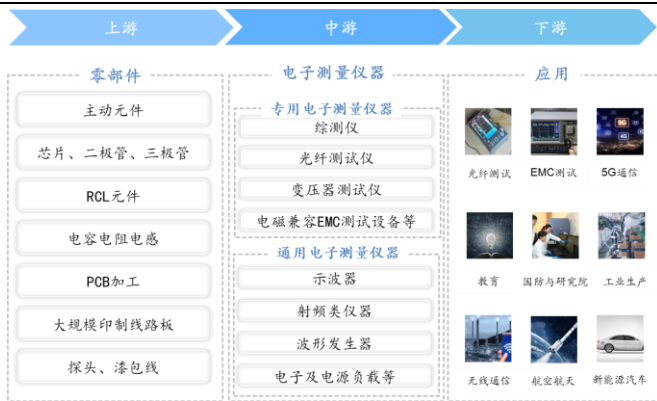 上游
中游
下游
零部件
主动元件
芯片、二极管、三极管
RCL元件
电容电阻电感
PCB加工
大规模印制线路板
探头、漆包线
电子测量仪器
专用电子测量仪器
综测仪
光纤测试仪
变压器测试仪
电磁兼容EMC测试设备等
通用电子测量仪器
示波器
射频类仪器
波形发生器
电子及电源负载等
应用
光纤测试
EMC测试
5G通信
教育
国防与研究院
工业生产
无线通信
航空航天
新能源汽车